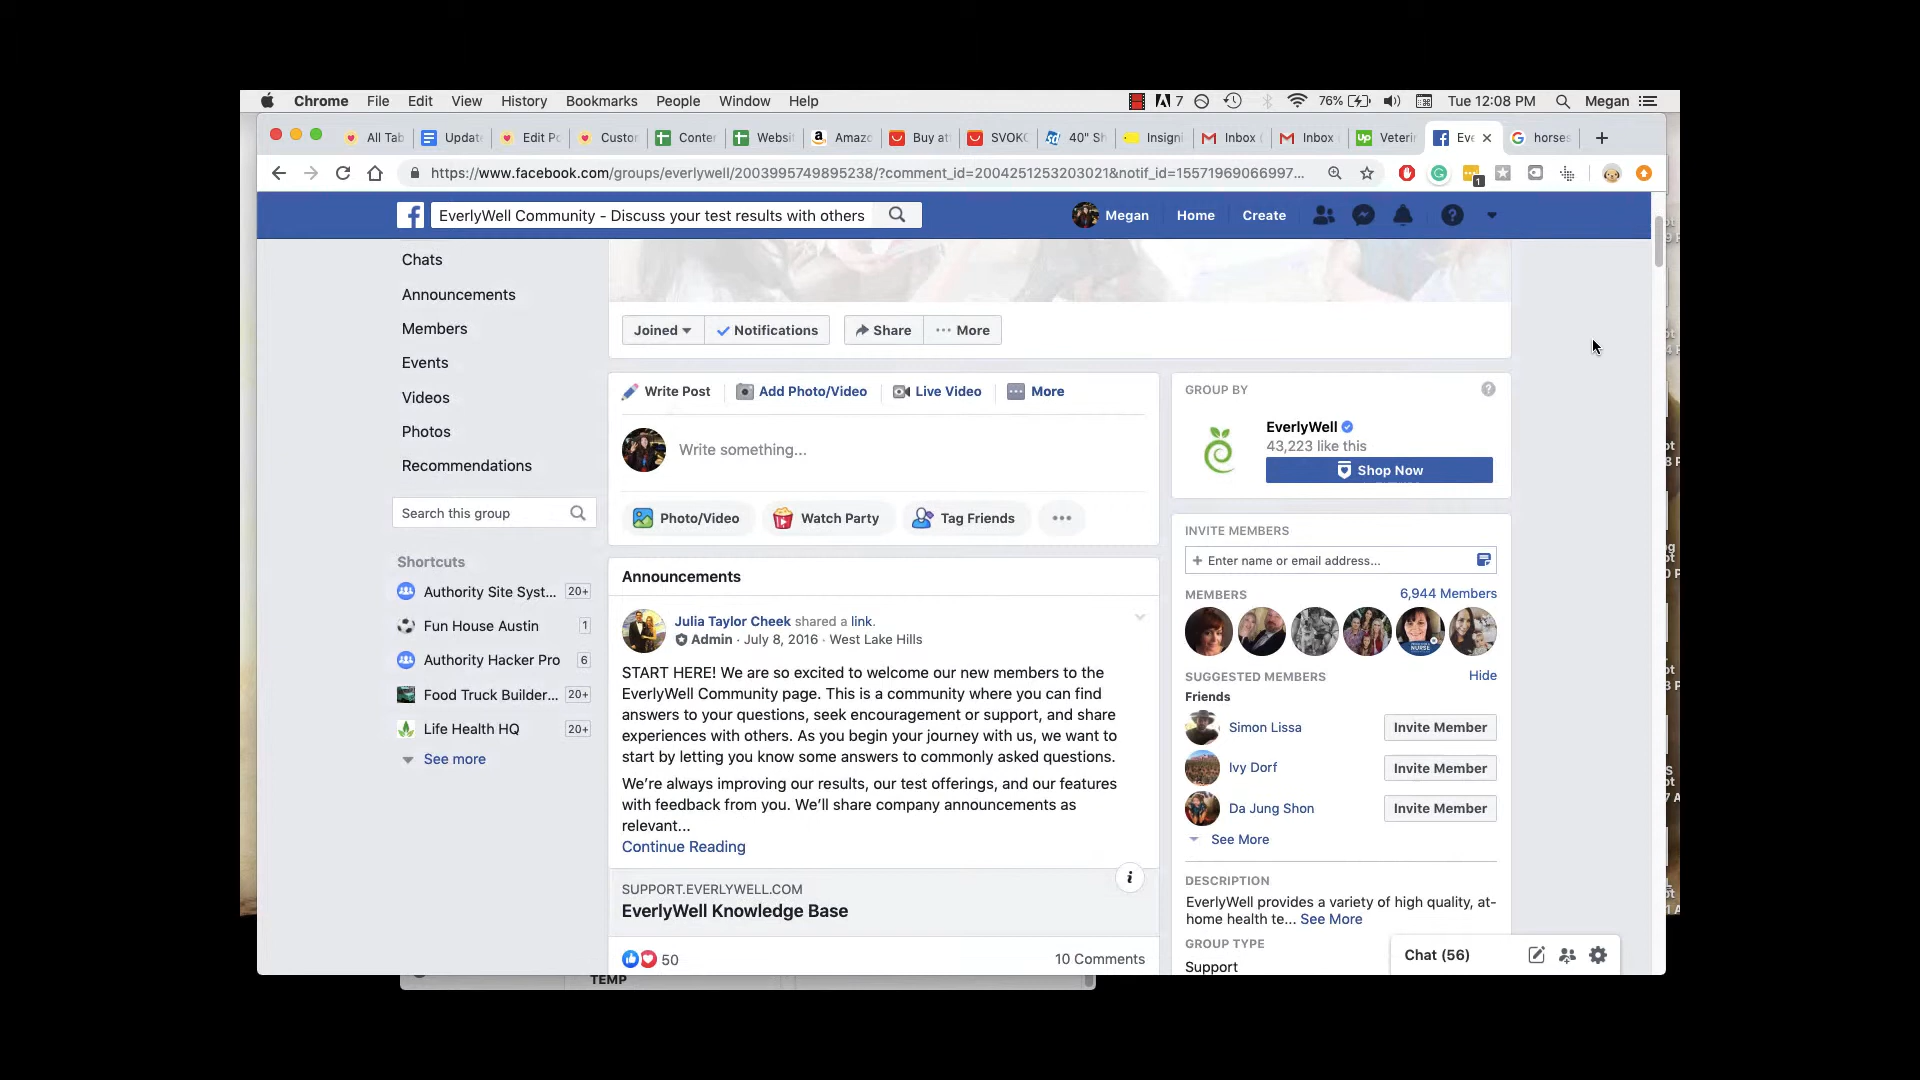 Chrome File Edit View History Bookmarks People Window Help 7 76% Tue 12:08 PM Megan
All Tab Update Edit P Custor Conter Websi Amazo Buy at SVOK 40" Sh Insigni Inbox Inbox Veteri Eve horses
https://www.facebook.com/groups/everlywell/2003995749895238/?comment_id=2004251253203021&notif_id=15571969066997... 1
EverlyWell Community - Discuss your test results with others Megan Home Create
Chats
Announcements
Members
Events
Videos
Photos
Recommendations
Search this group
Shortcuts
Authority Site Syst... 20+
Fun House Austin 1
Authority Hacker Pro 6
Food Truck Builder... 20+
Life Health HQ 20+
See more
Joined Notifications Share More
Write Post Add Photo/Video Live Video More
Write something...
Photo/Video Watch Party Tag Friends
Announcements
Julia Taylor Cheek shared a link.
Admin · July 8, 2016 · West Lake Hills
START HERE! We are so excited to welcome our new members to the
EverlyWell Community page. This is a community where you can find
answers to your questions, seek encouragement or support, and share
experiences with others. As you begin your journey with us, we want to
start by letting you know some answers to commonly asked questions.
We’re always improving our results, our test offerings, and our features
with feedback from you. We’ll share company announcements as
relevant...
Continue Reading
SUPPORT.EVERLYWELL.COM
EverlyWell Knowledge Base
50 10 Comments
GROUP BY
EverlyWell
43,223 like this
Shop Now
INVITE MEMBERS
+ Enter name or email address...
MEMBERS 6,944 Members
SUGGESTED MEMBERS Hide
Friends
Simon Lissa Invite Member
Ivy Dorf Invite Member
Da Jung Shon Invite Member
See More
DESCRIPTION
EverlyWell provides a variety of high quality, at-
home health te... See More
GROUP TYPE
Support
Chat (56)
TEMP